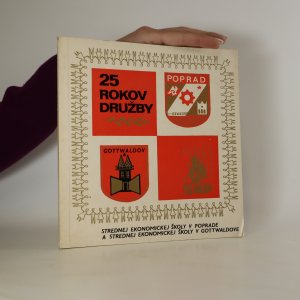 25
ROKOV
DRUŽBY
POPRAD
GOTTWALDOV
STREDNEJ EKONOMICKEJ ŠKOLY V POPRADE
A STREDNEJ EKONOMICKEJ ŠKOLY V GOTTWALDOVE